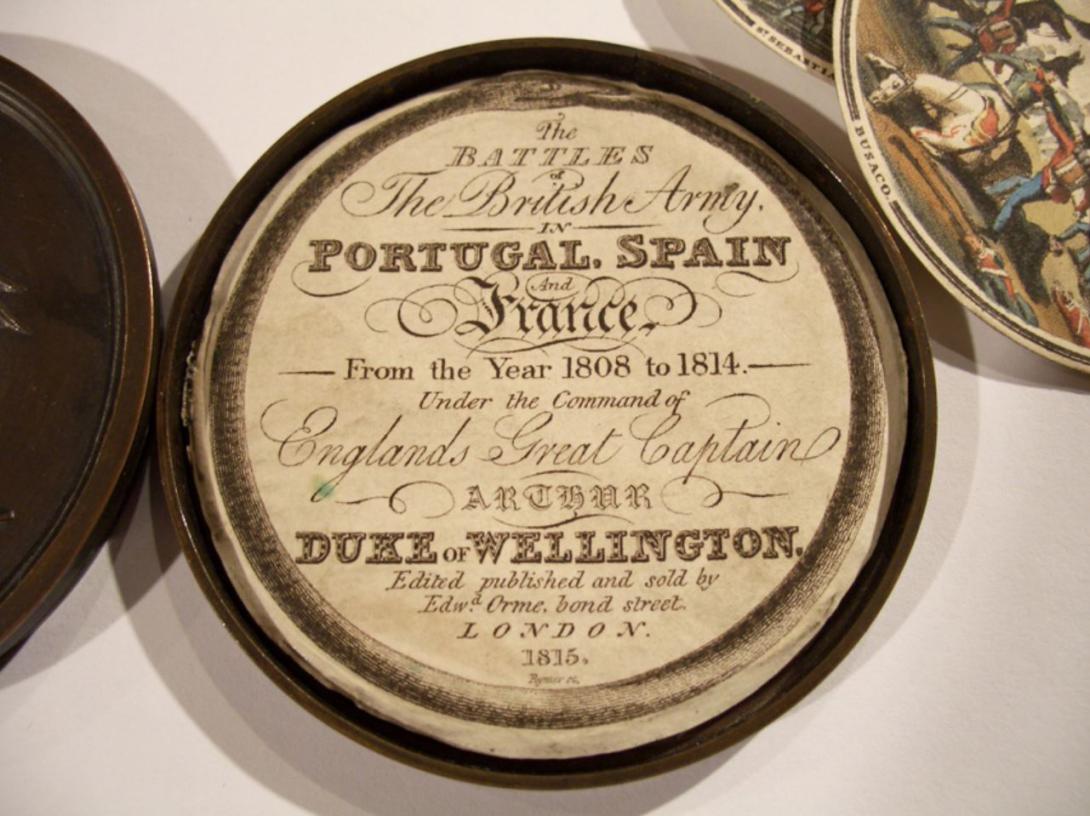 The
BATTLES
of
The British Army.
IN
PORTUGAL, SPAIN
And
France.
From the Year 1808 to 1814.
Under the Command of
Englands Great Captain
ARTHUR
DUKE OF WELLINGTON.
Edited published and sold by
Edwd. Orme, bond street.
LONDON.
1815.
BUSACO.